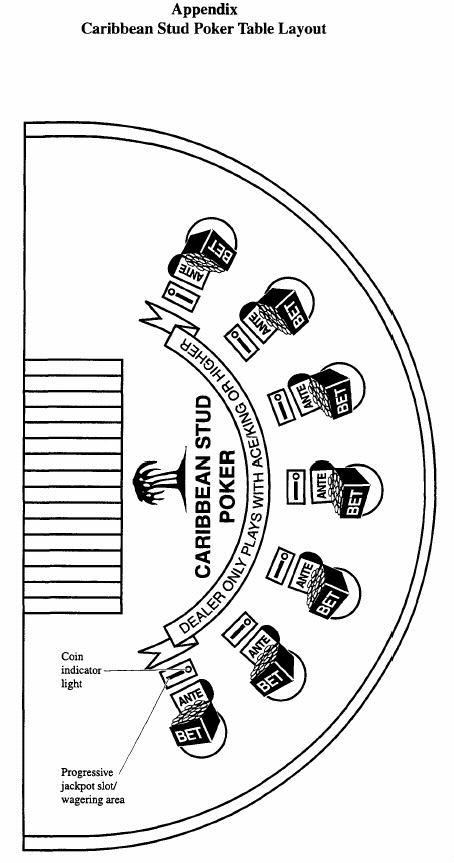 Appendix
Caribbean Stud Poker Table Layout
BET
ANTE
BET
ANTE
BET
ANTE
BET
ANTE
BET
ANTE
BET
ANTE
BET
ANTE
CARIBBEAN STUD
POKER
DEALER ONLY PLAYS WITH ACE/KING OR HIGHER
Coin
indicator
light
Progressive
jackpot slot/
wagering area